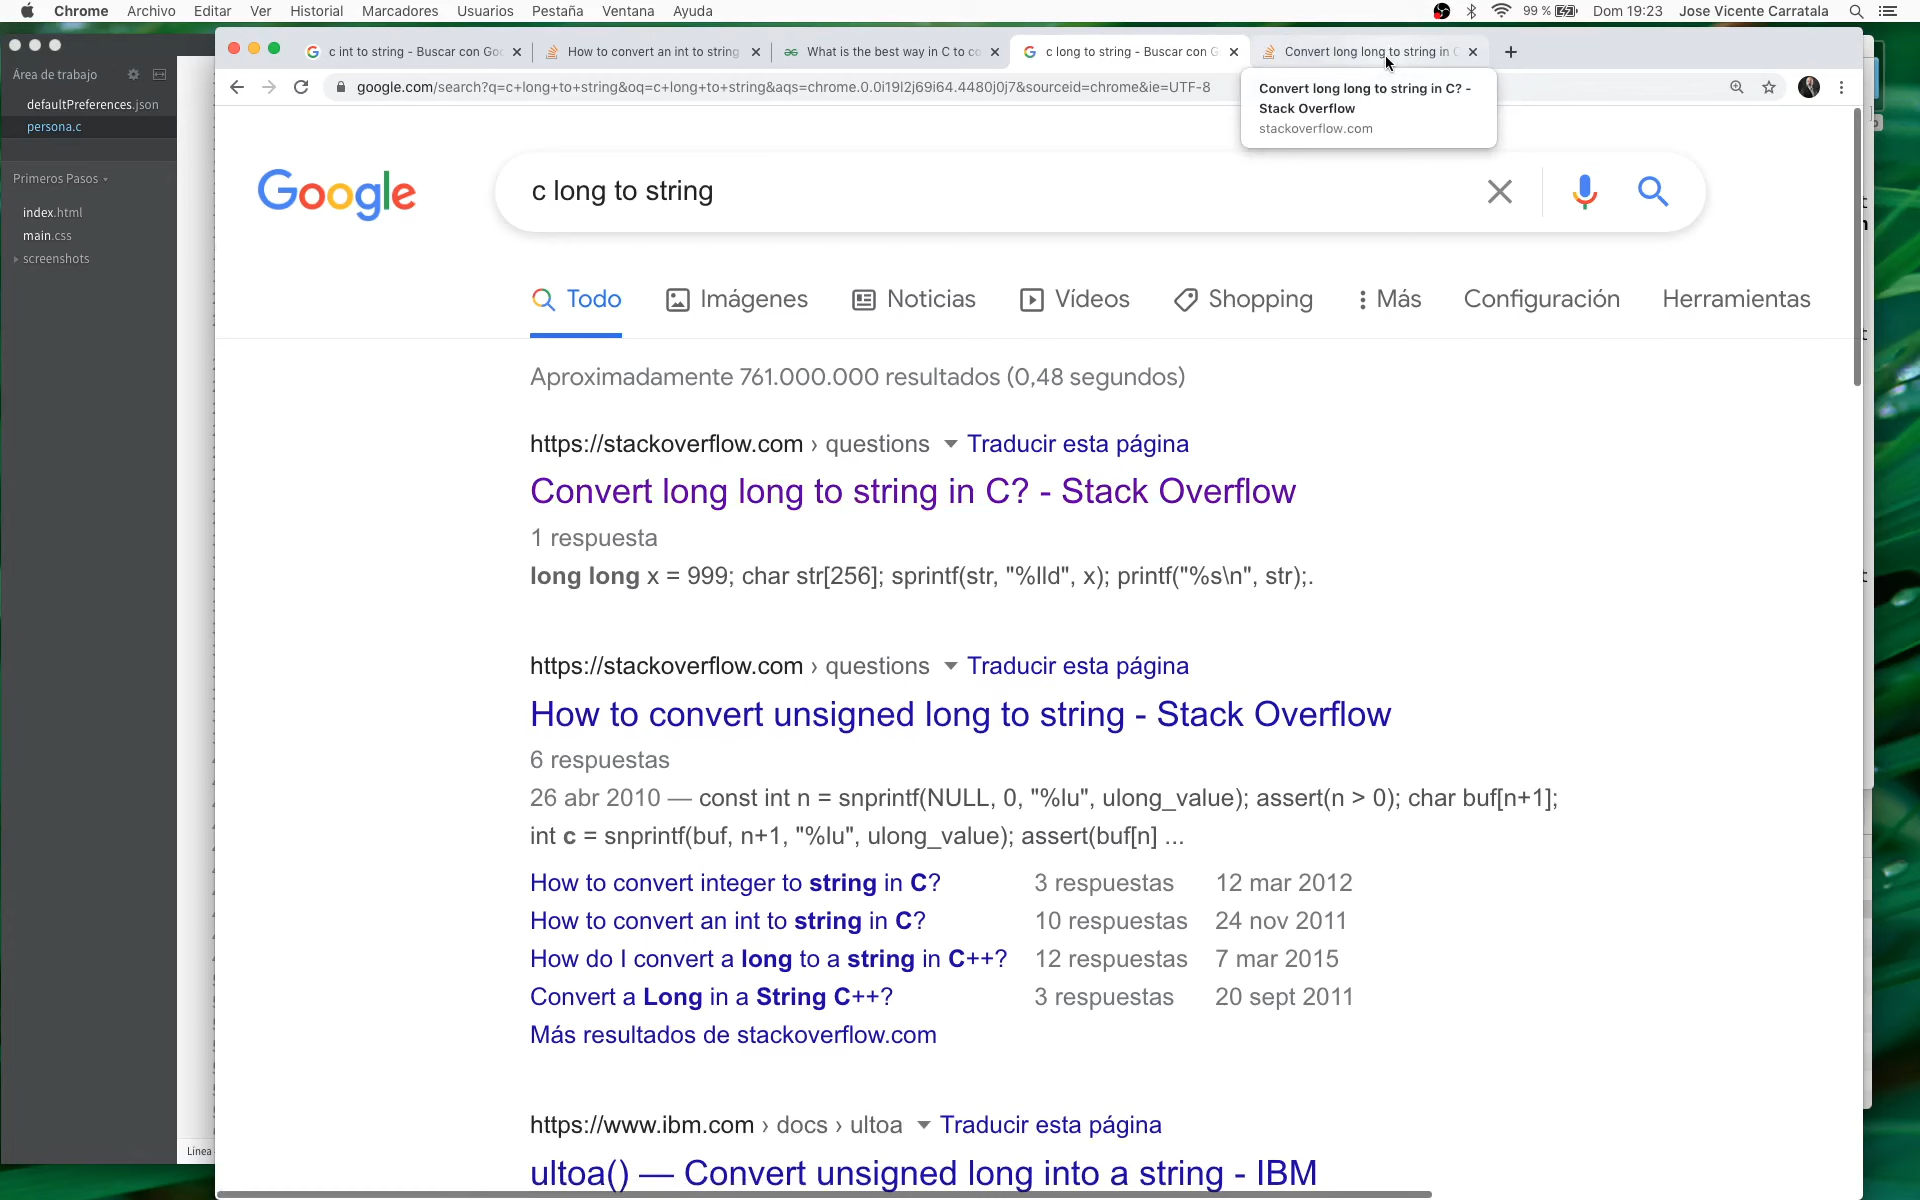 Chrome Archivo Editar Ver Historial Marcadores Usuarios Pestaña Ventana Ayuda 99 % Dom 19:23 Jose Vicente Carratala
c int to string - Buscar con Goo
How to convert an int to string
What is the best way in C to co
c long to string - Buscar con G
Convert long long to string in C
google.com/search?q=c+long+to+string&oq=c+long+to+string&aqs=chrome.0.0i19l2j69i64.4480j0j7&sourceid=chrome&ie=UTF-8
Convert long long to string in C? -
Stack Overflow
stackoverflow.com
Área de trabajo
defaultPreferences.json
persona.c
Primeros Pasos
index.html
main.css
screenshots
Línea
Google
c long to string
Todo Imágenes Noticias Vídeos Shopping Más Configuración Herramientas
Aproximadamente 761.000.000 resultados (0,48 segundos)
https://stackoverflow.com › questions Traducir esta página
Convert long long to string in C? - Stack Overflow
1 respuesta
long long x = 999; char str[256]; sprintf(str, "%lld", x); printf("%s\n", str);.
https://stackoverflow.com › questions Traducir esta página
How to convert unsigned long to string - Stack Overflow
6 respuestas
26 abr 2010 — const int n = snprintf(NULL, 0, "%lu", ulong_value); assert(n > 0); char buf[n+1];
int c = snprintf(buf, n+1, "%lu", ulong_value); assert(buf[n] ...
How to convert integer to string in C? 3 respuestas 12 mar 2012
How to convert an int to string in C? 10 respuestas 24 nov 2011
How do I convert a long to a string in C++? 12 respuestas 7 mar 2015
Convert a Long in a String C++? 3 respuestas 20 sept 2011
Más resultados de stackoverflow.com
https://www.ibm.com › docs › ultoa Traducir esta página
ultoa() — Convert unsigned long into a string - IBM